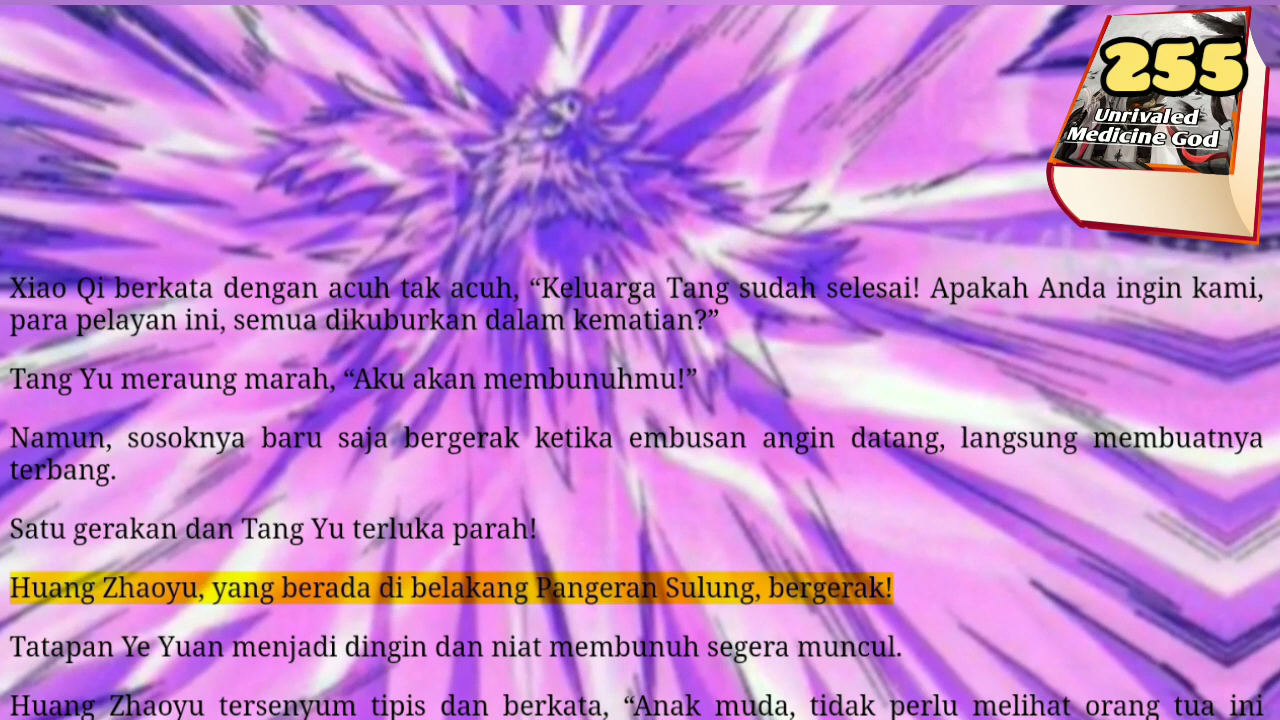 255
Unrivaled
Medicine God
Xiao Qi berkata dengan acuh tak acuh, “Keluarga Tang sudah selesai! Apakah Anda ingin kami,
para pelayan ini, semua dikuburkan dalam kematian?”
Tang Yu meraung marah, “Aku akan membunuhmu!”
Namun, sosoknya baru saja bergerak ketika embusan angin datang, langsung membuatnya
terbang.
Satu gerakan dan Tang Yu terluka parah!
Huang Zhaoyu, yang berada di belakang Pangeran Sulung, bergerak!
Tatapan Ye Yuan menjadi dingin dan niat membunuh segera muncul.
Huang Zhaoyu tersenyum tipis dan berkata, “Anak muda, tidak perlu melihat orang tua ini